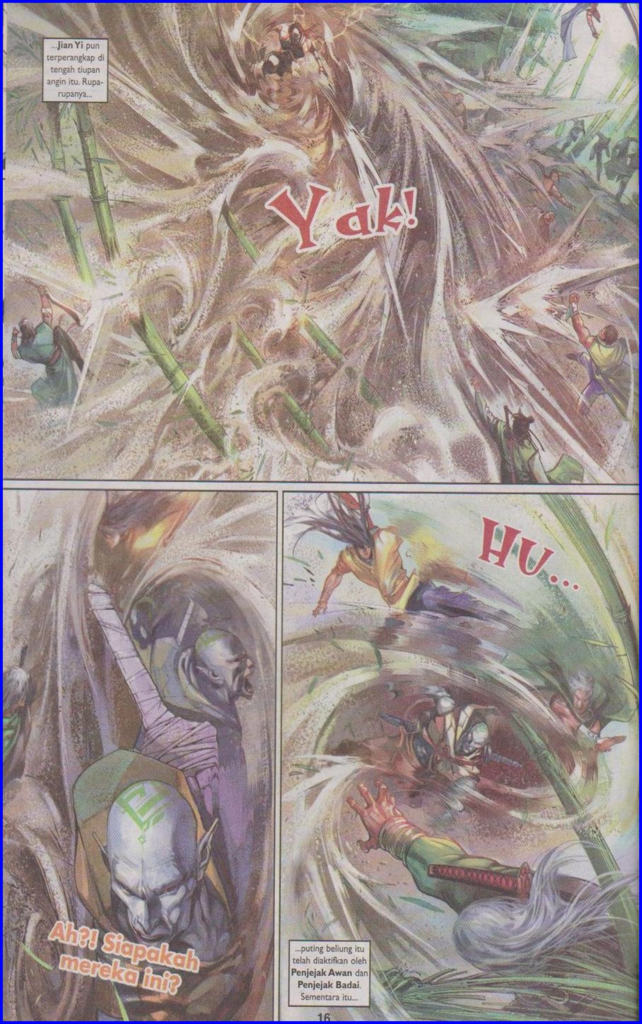 ...Jian Yi pun
terperangkap di
tengah tiupan
angin itu. Rupa-
rupanya...
Yak!
HU...
Ah?! Siapakah
mereka ini?
...puting beliung itu
telah diaktifkan oleh
Penjejak Awan dan
Penjejak Badai.
Sementara itu...
16